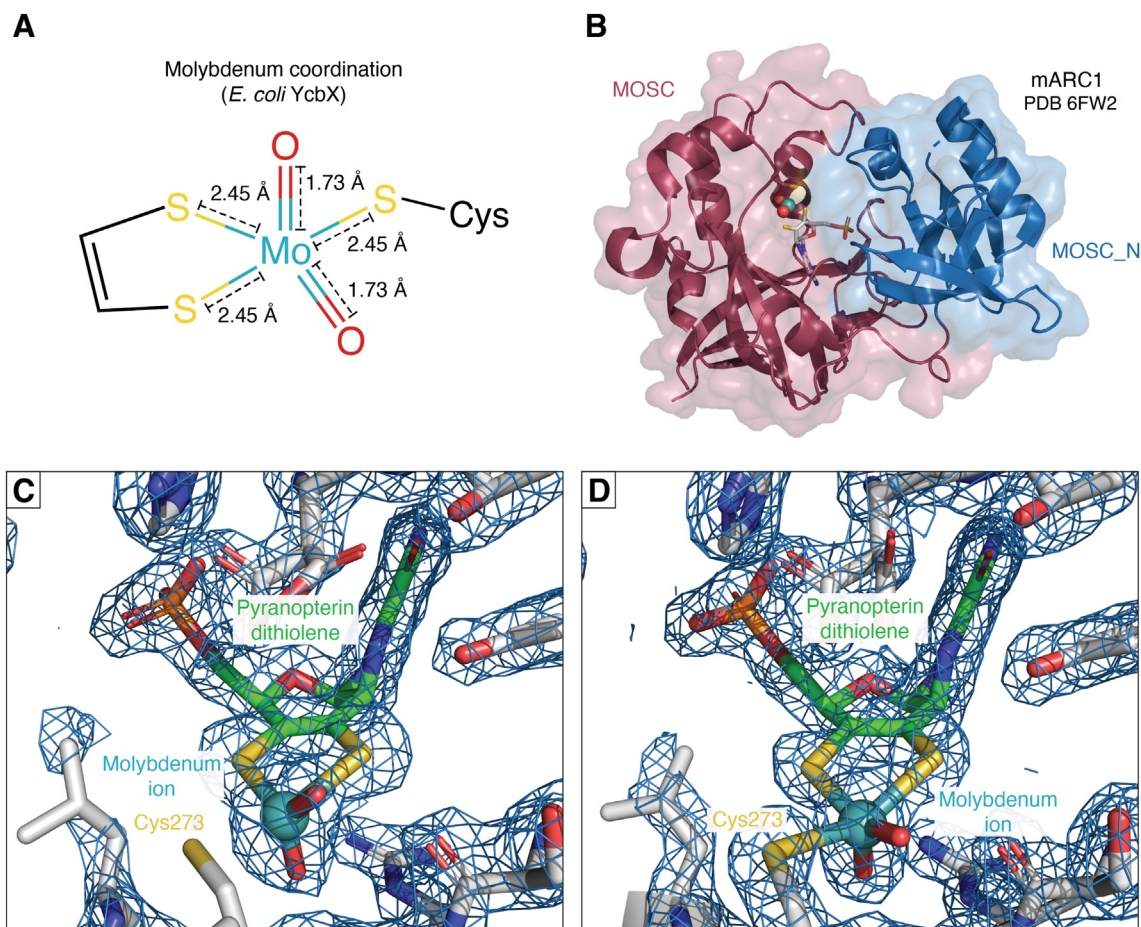 A
Molybdenum coordination
(E. coli YcbX)
O
1.73 Å
2.45 Å
S
S
Cys
2.45 Å
Mo
1.73 Å
S
2.45 Å
O
B
MOSC
mARC1
PDB 6FW2
MOSC_N
C
Pyranopterin
dithiolene
Molybdenum
ion
Cys273
D
Pyranopterin
dithiolene
Cys273
Molybdenum
ion